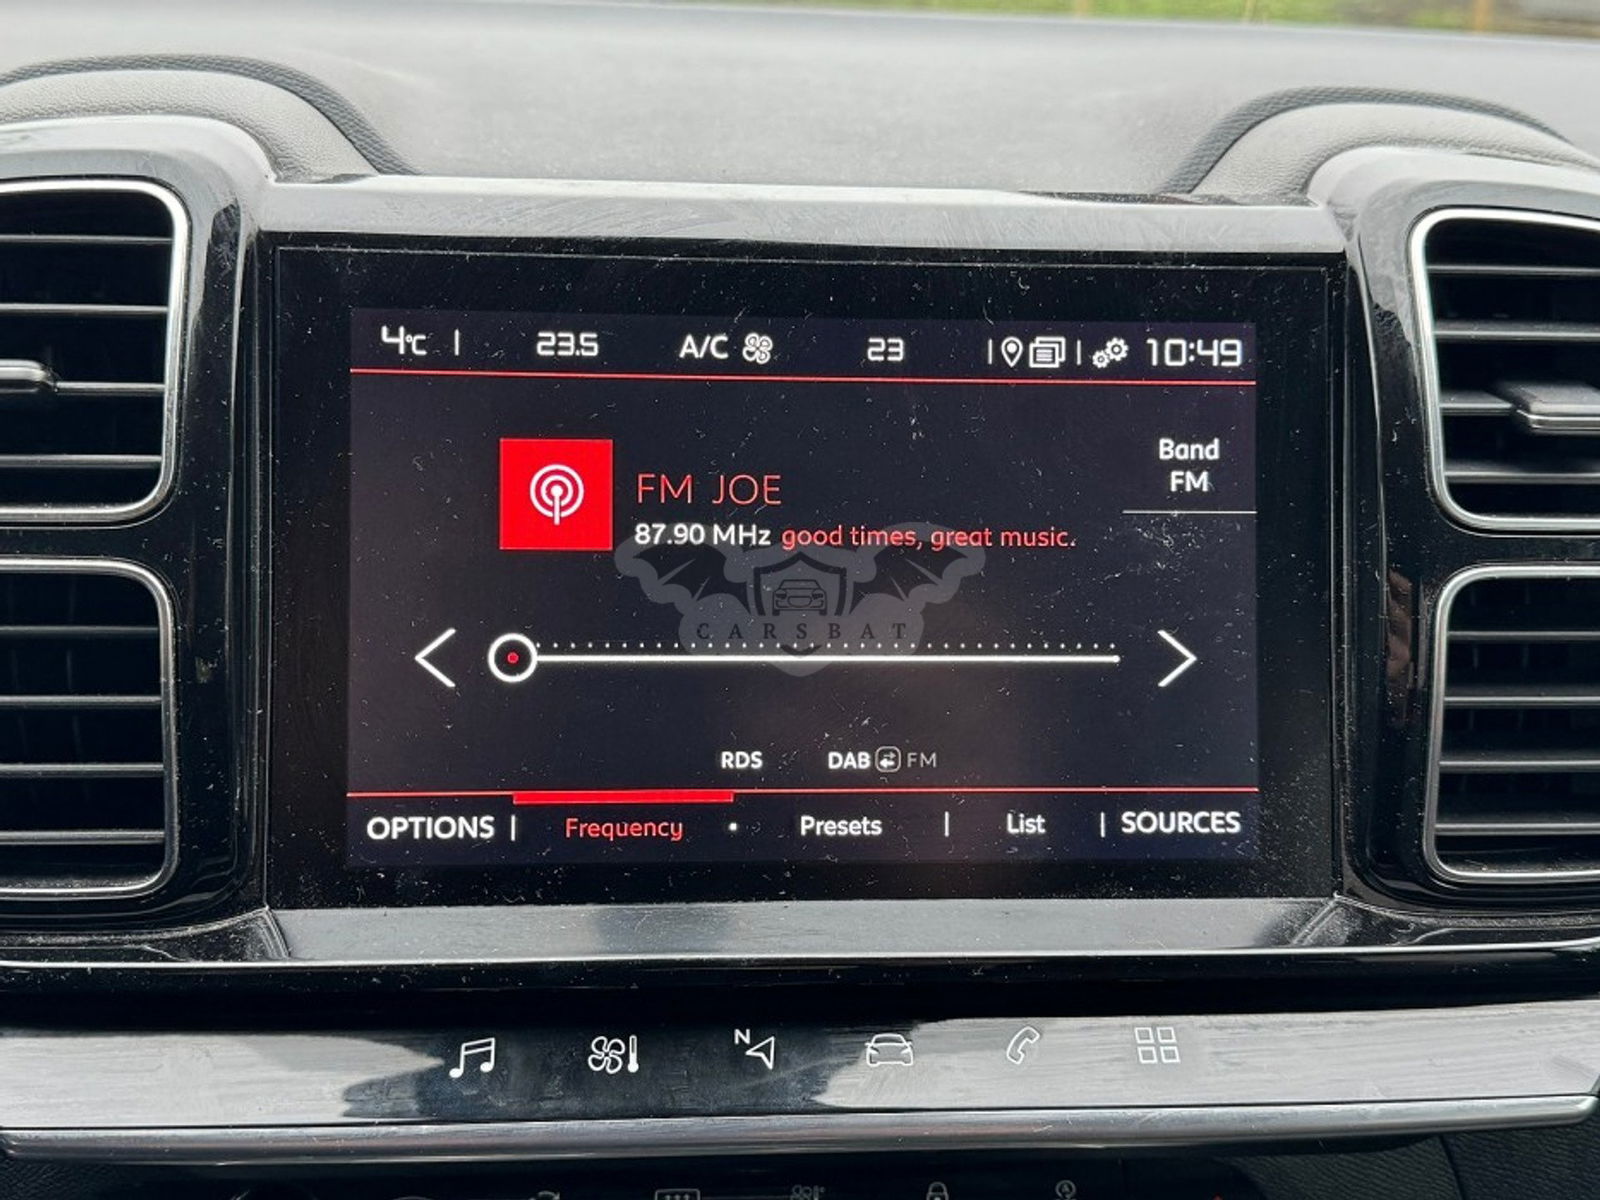 4°C | 23.5 A/C 23 | | 10:49
Band
FM
FM JOE
87.90 MHz good times, great music.
CARSBAT
RDS DAB FM
OPTIONS | Frequency • Presets | List | SOURCES
N